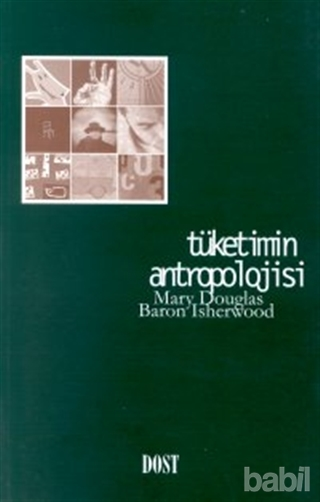 tüketimin
antropolojisi
Mary Douglas
Baron Isherwood
DOST
babil